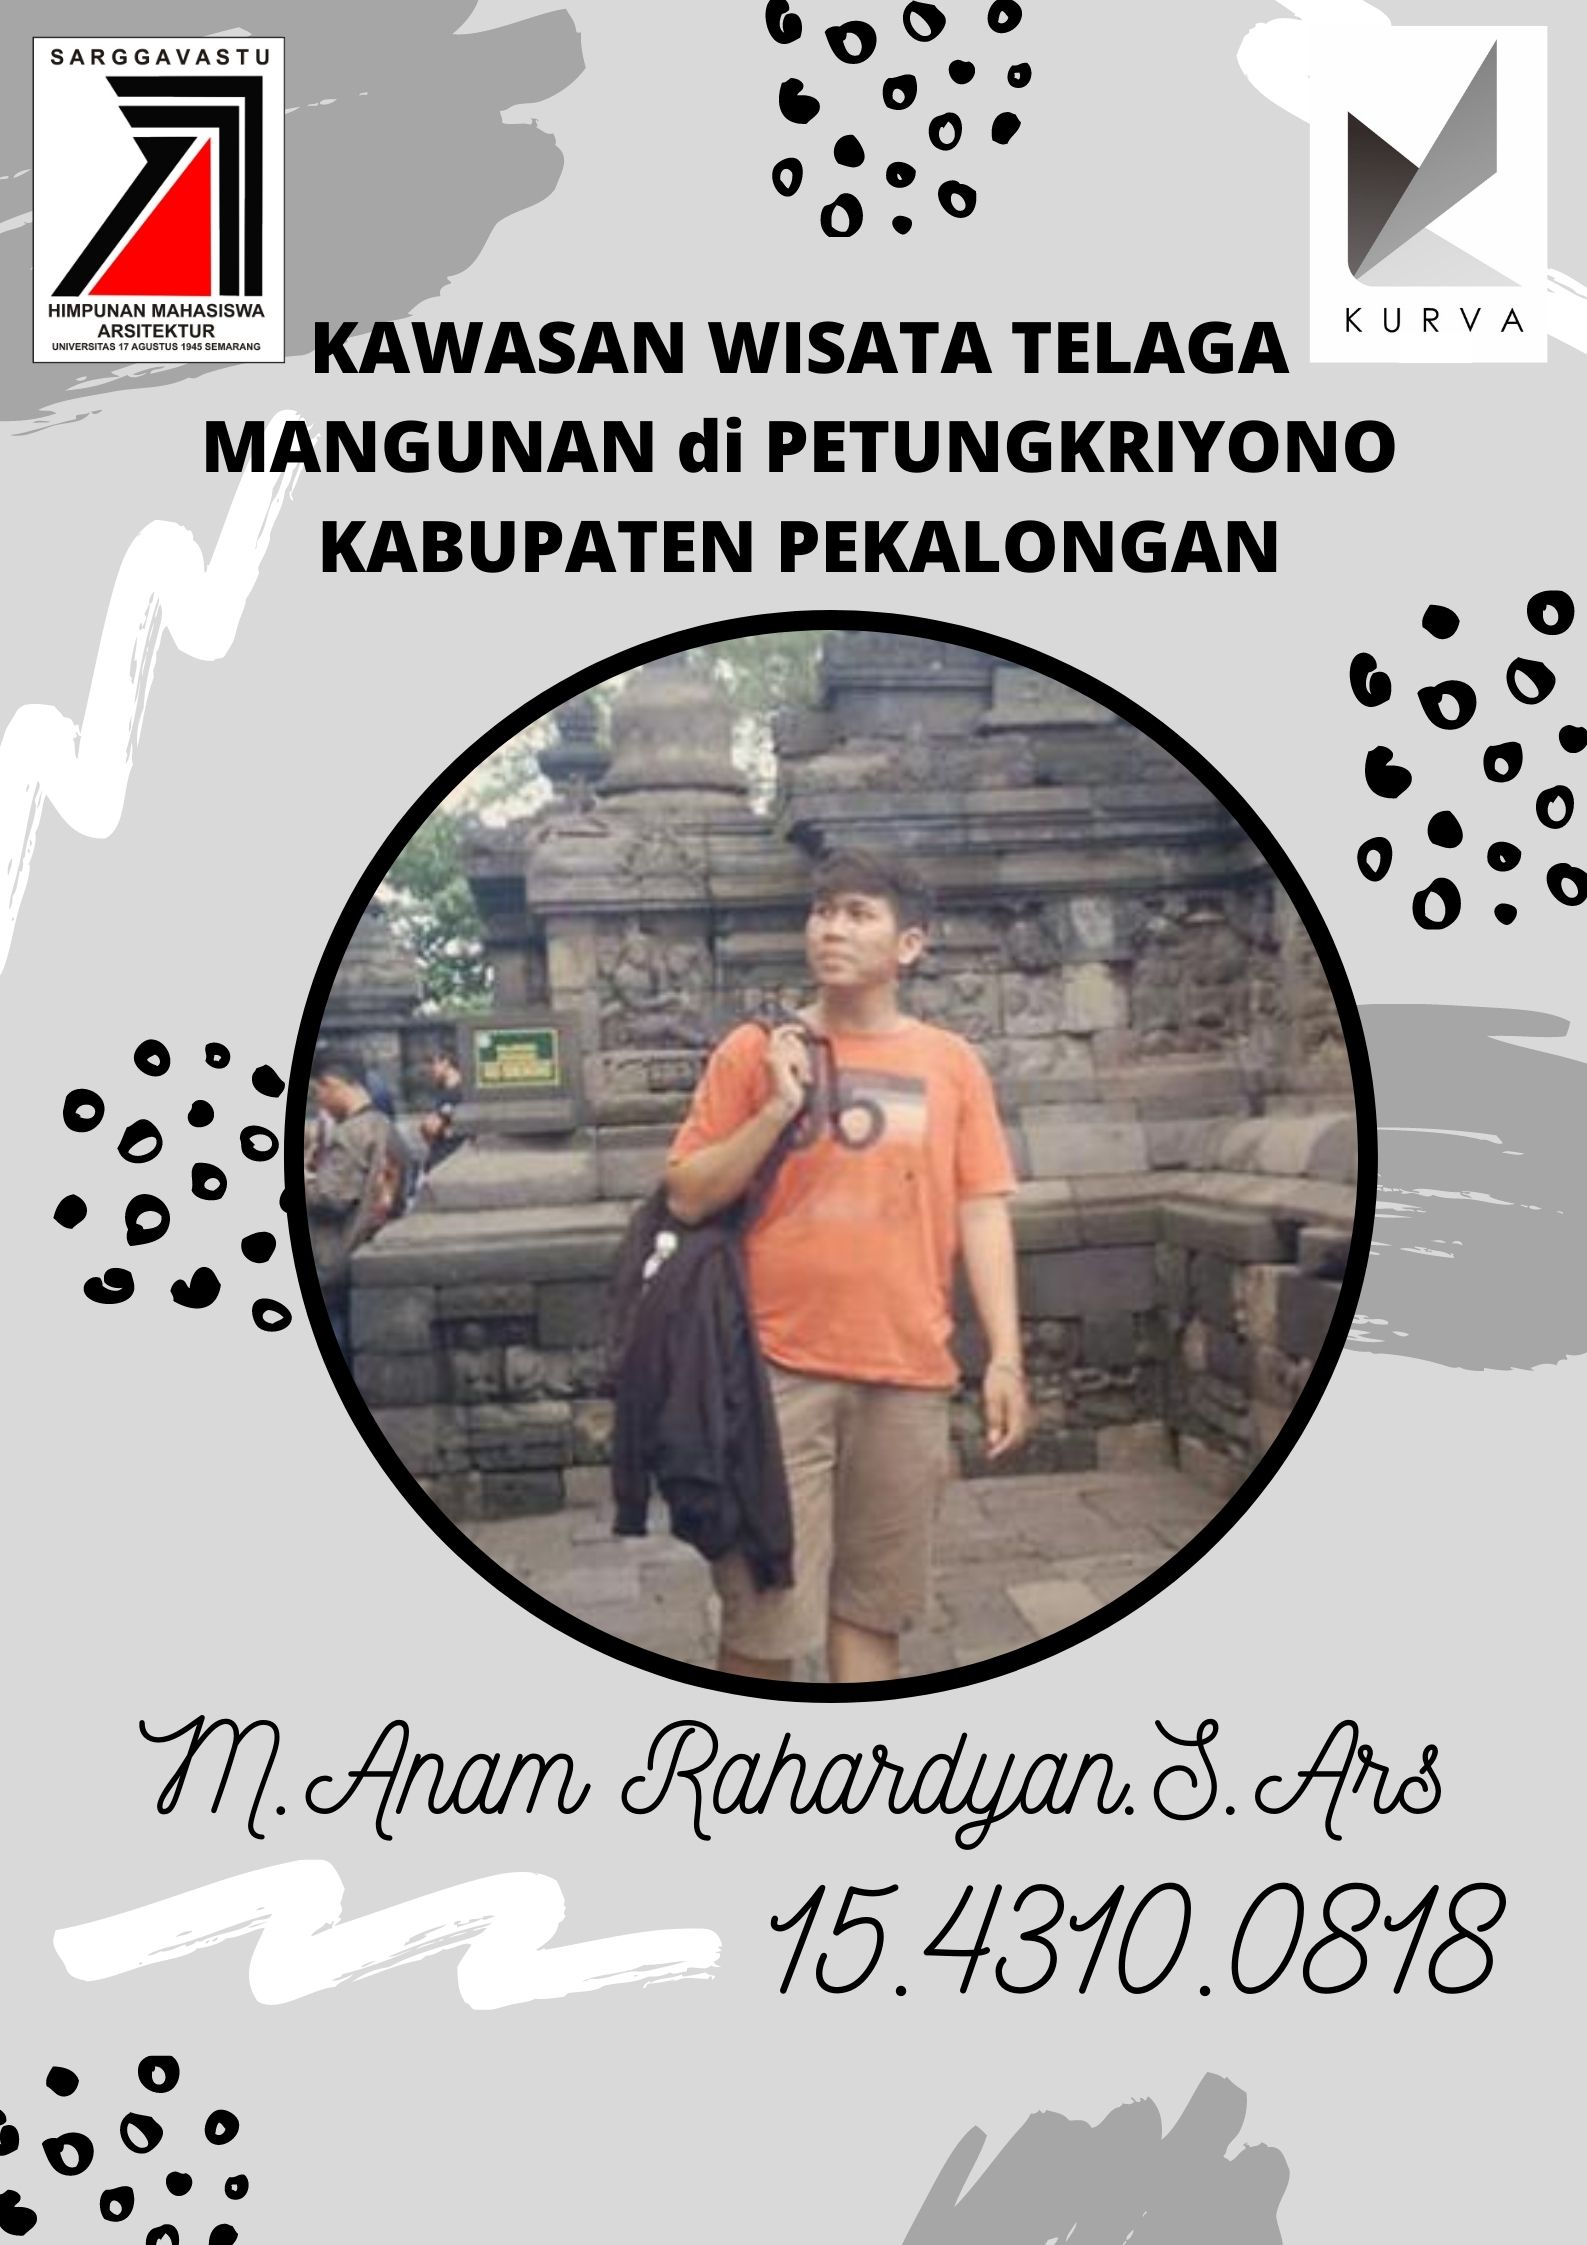 SARGGAVASTU
HIMPUNAN MAHASISWA
ARSITEKTUR
UNIVERSITAS 17 AGUSTUS 1945 SEMARANG
KURVA
KAWASAN WISATA TELAGA
MANGUNAN di PETUNGKRIYONO
KABUPATEN PEKALONGAN
M. Anam Rahardyan.S. Ars
15.4310.0818